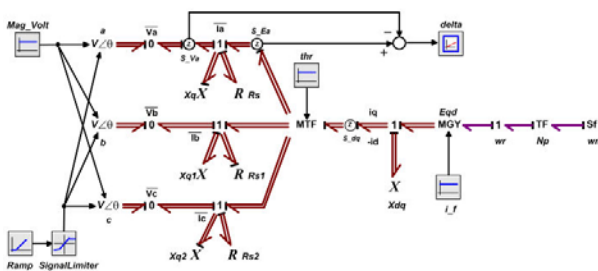 Mag_Volt
a
V∠θ
Va
0
z
S_Va
Ia
1
S_Ea
z
−
+
delta
Xq X
R Rs
thr
V∠θ
b
Vb
0
Ib
1
MTF
z
S_dq
iq
-id
1
Eqd
MGY
1
wr
TF
Np
Sf
wr
Xq1 X
R Rs1
X
Xdq
i_f
V∠θ
c
Vc
0
Ic
1
Xq2 X
R Rs2
Ramp
SignalLimiter